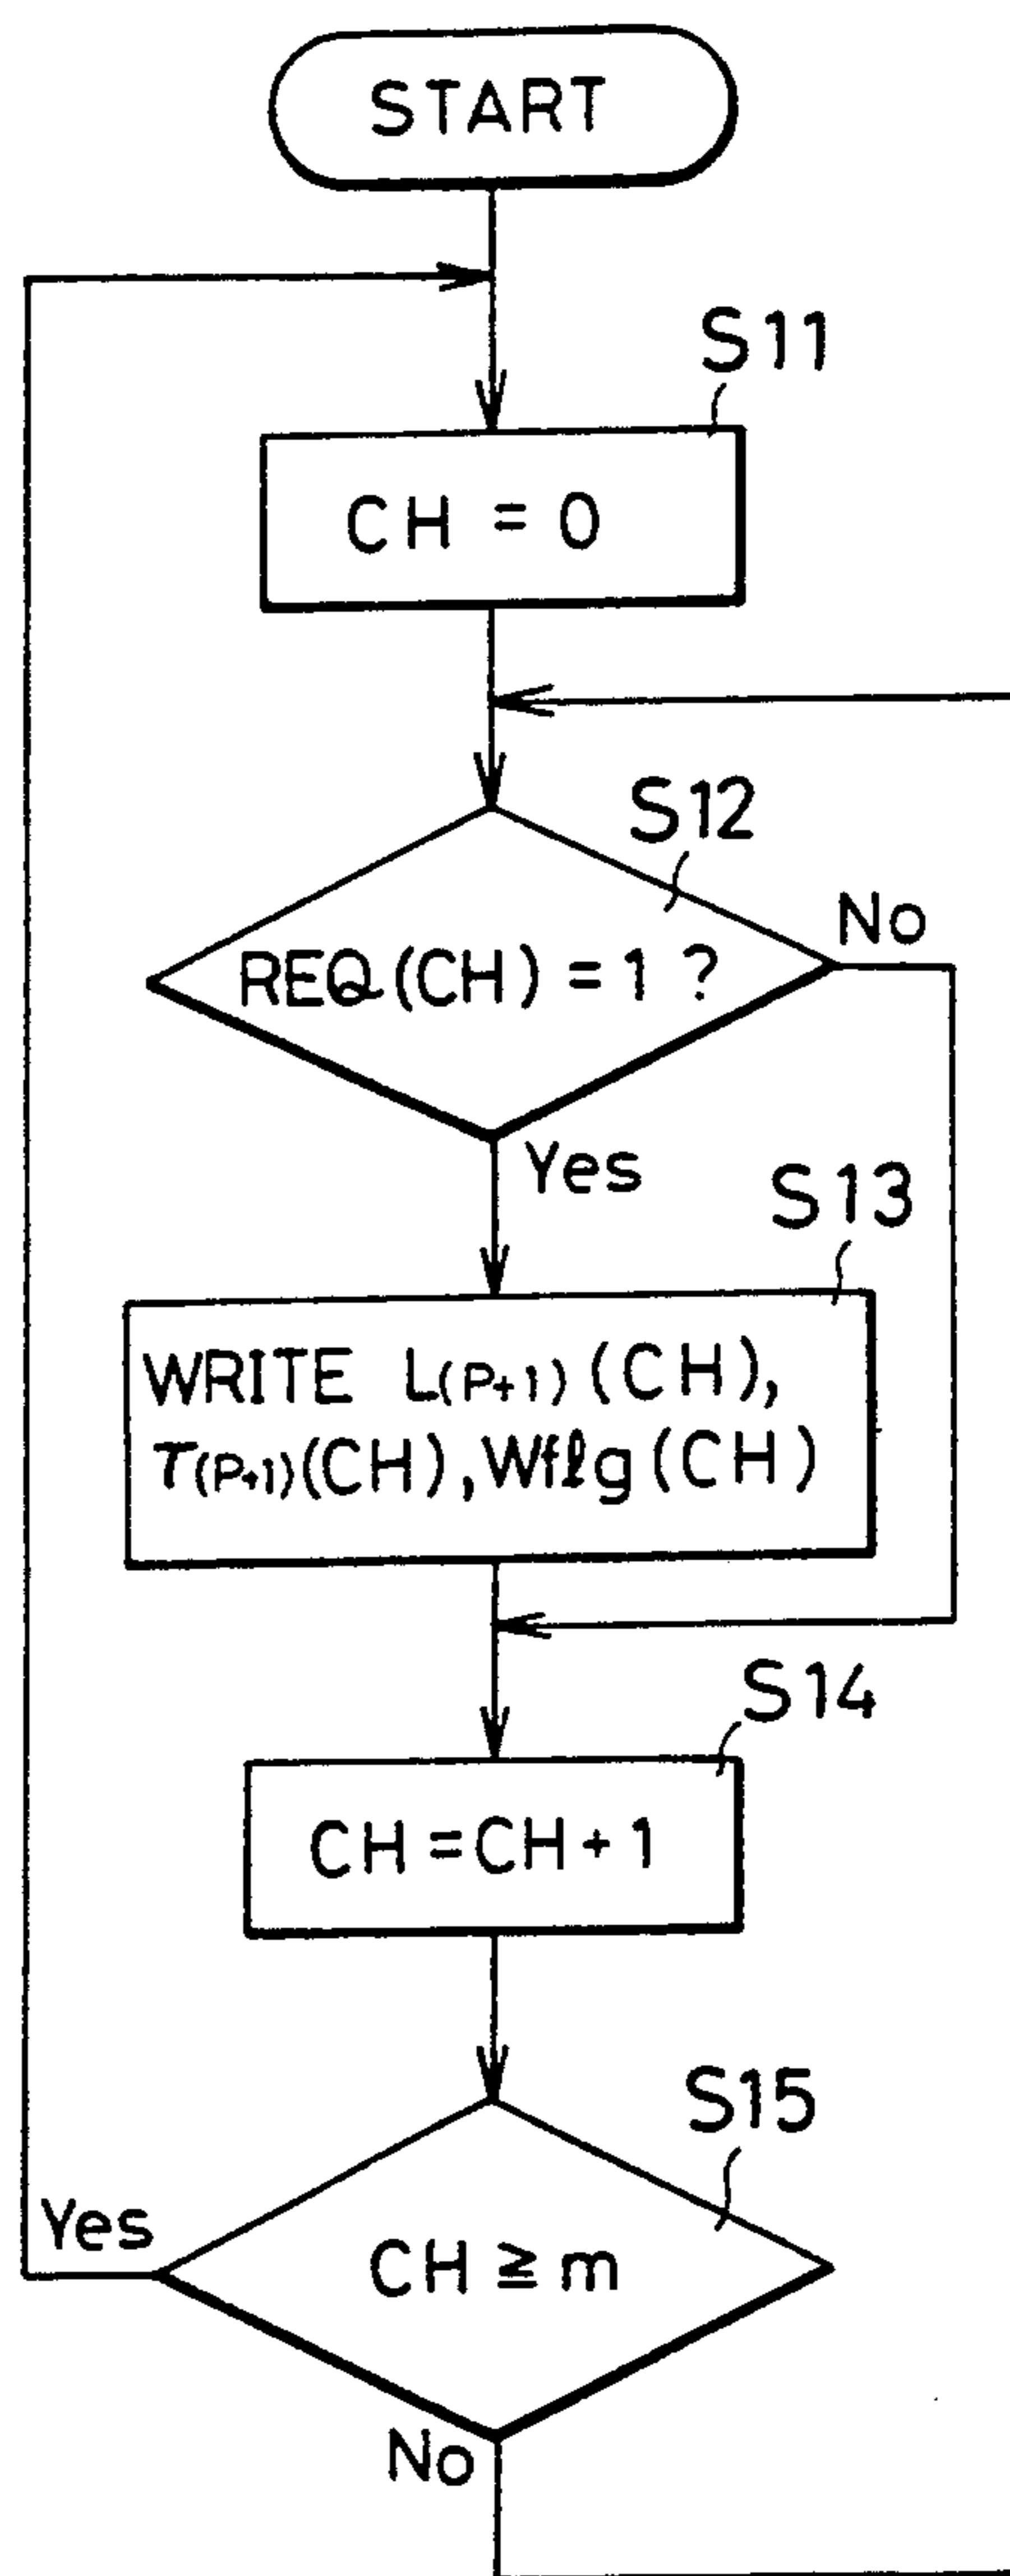 START
S11
CH = 0
S12
REQ(CH) = 1 ?
No
Yes
S13
WRITE L(P+1) (CH),
τ(P+1)(CH), Wflg (CH)
S14
CH = CH + 1
S15
Yes
CH ≧ m
No